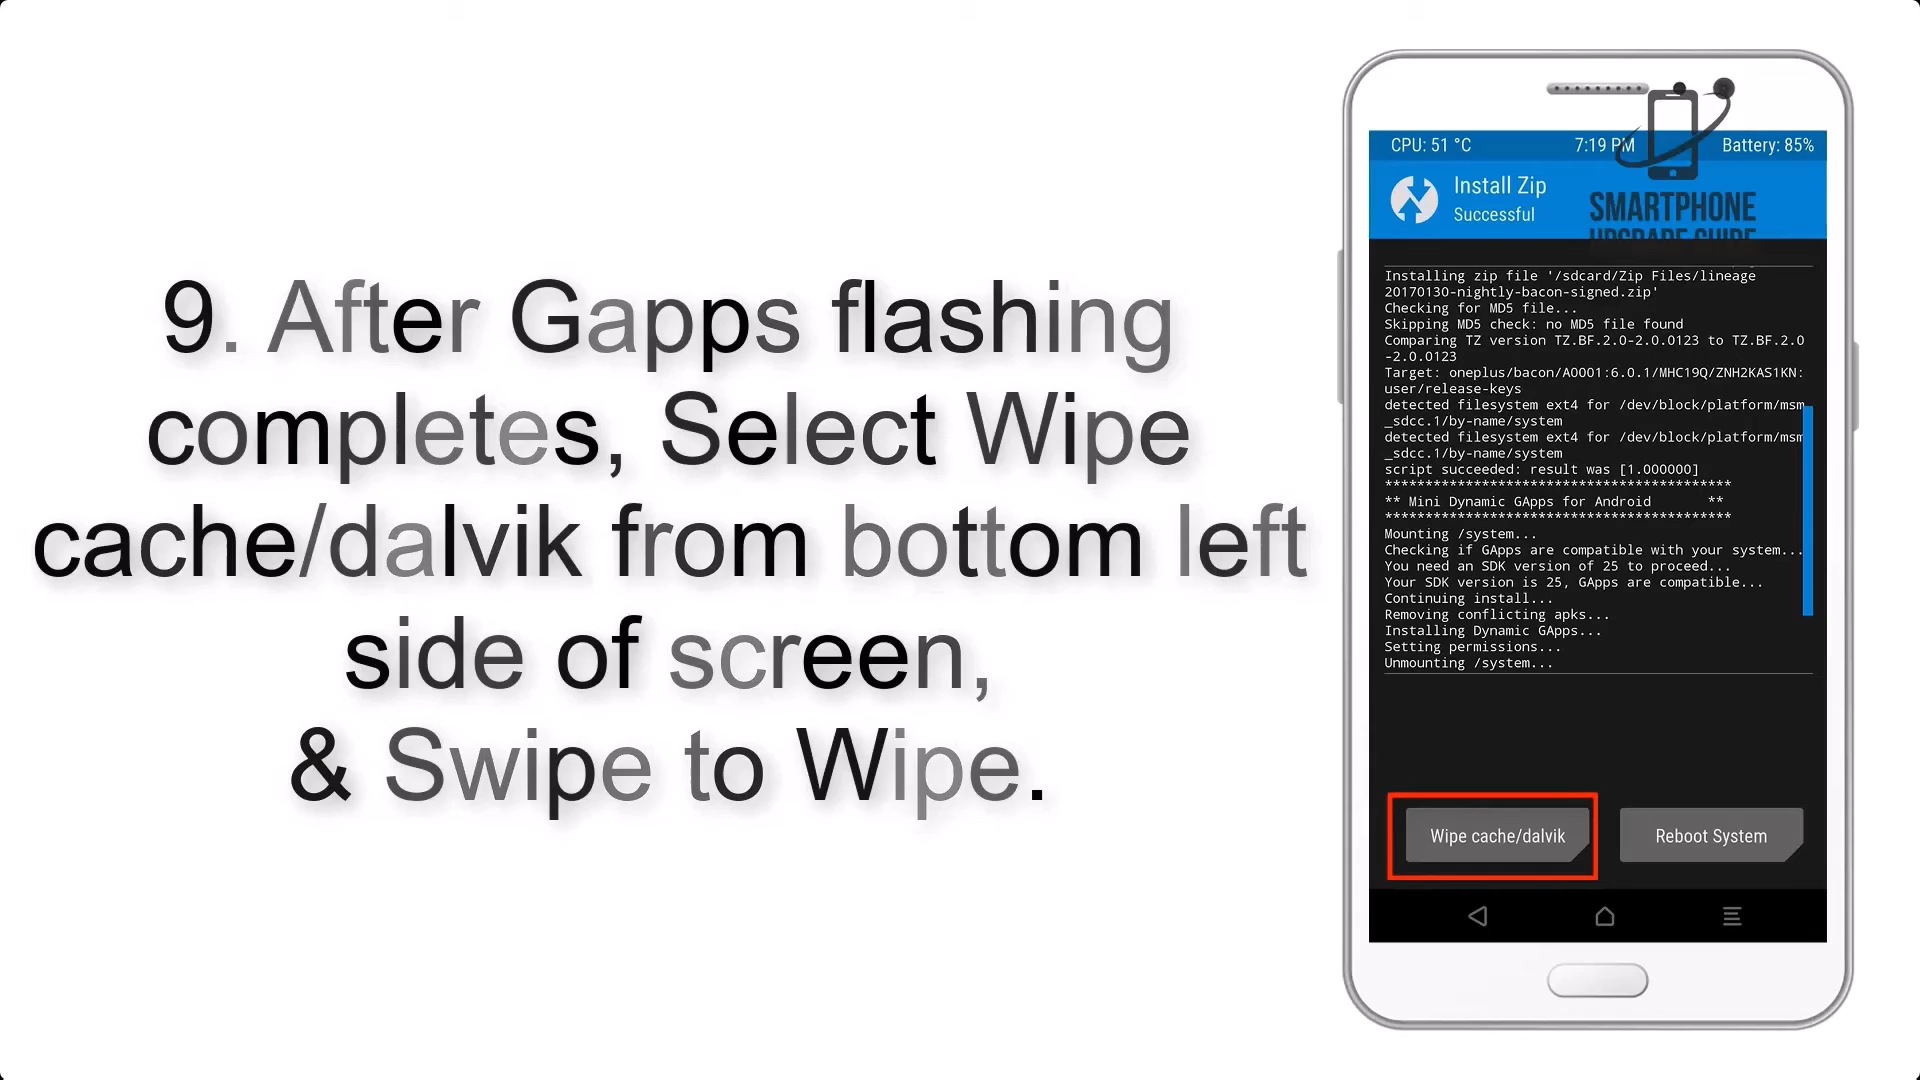 9. After Gapps flashing
completes, Select Wipe
cache/dalvik from bottom left
side of screen,
& Swipe to Wipe.
CPU: 51 °C 7:19 PM Battery: 85%
Install Zip
Successful
SMARTPHONE
UPGRADE GUIDE
Installing zip file '/sdcard/Zip Files/lineage
20170130-nightly-bacon-signed.zip'
Checking for MD5 file...
Skipping MD5 check: no MD5 file found
Comparing TZ version TZ.BF.2.0-2.0.0123 to TZ.BF.2.0
-2.0.0123
Target: oneplus/bacon/A0001:6.0.1/MHC19Q/ZNH2KAS1KN:
user/release-keys
detected filesystem ext4 for /dev/block/platform/msm
_sdcc.1/by-name/system
detected filesystem ext4 for /dev/block/platform/msm
_sdcc.1/by-name/system
script succeeded: result was [1.000000]
******************************************
** Mini Dynamic GApps for Android **
******************************************
Mounting /system...
Checking if GApps are compatible with your system...
You need an SDK version of 25 to proceed...
Your SDK version is 25, GApps are compatible...
Continuing install...
Removing conflicting apks...
Installing Dynamic GApps...
Setting permissions...
Unmounting /system...
Wipe cache/dalvik Reboot System